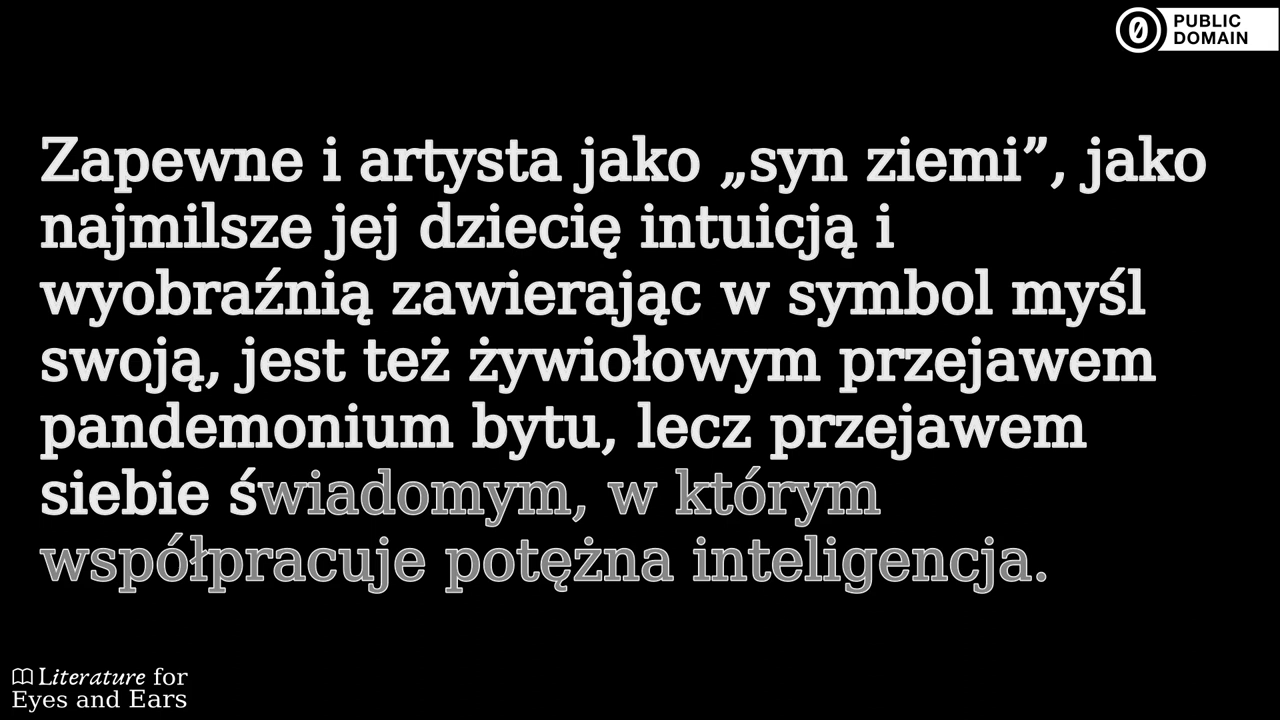 PUBLIC
DOMAIN
Zapewne i artysta jako „syn ziemi”, jako
najmilsze jej dziecię intuicją i
wyobraźnią zawierając w symbol myśl
swoją, jest też żywiołowym przejawem
pandemonium bytu, lecz przejawem
siebie świadomym, w którym
współpracuje potężna inteligencja.
Literature for
Eyes and Ears